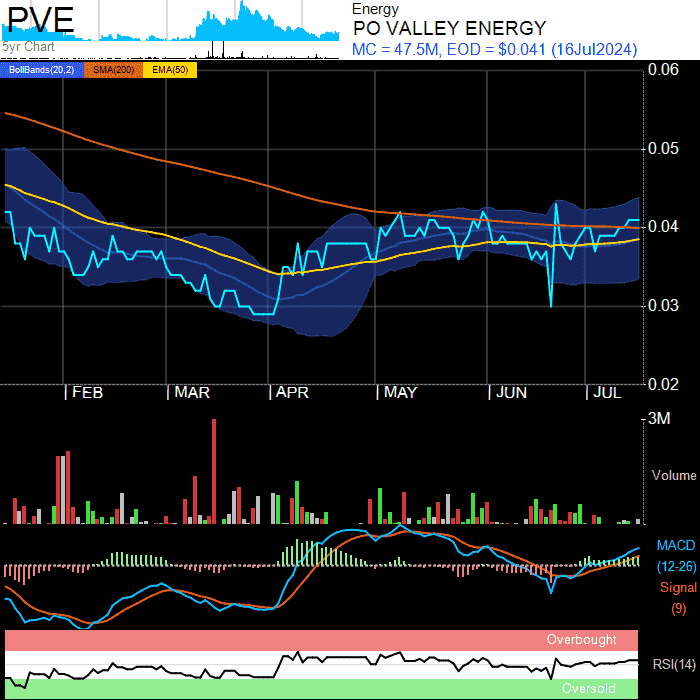 PVE
5yr Chart
Energy
PO VALLEY ENERGY
MC = 47.5M, EOD = $0.041 (16Jul2024)
BollBands(20,2) SMA(200) EMA(50)
0.06
0.05
0.04
0.03
0.02
FEB MAR APR MAY JUN JUL
3M
Volume
MACD
(12-26)
Signal
(9)
Overbought
RSI(14)
Oversold